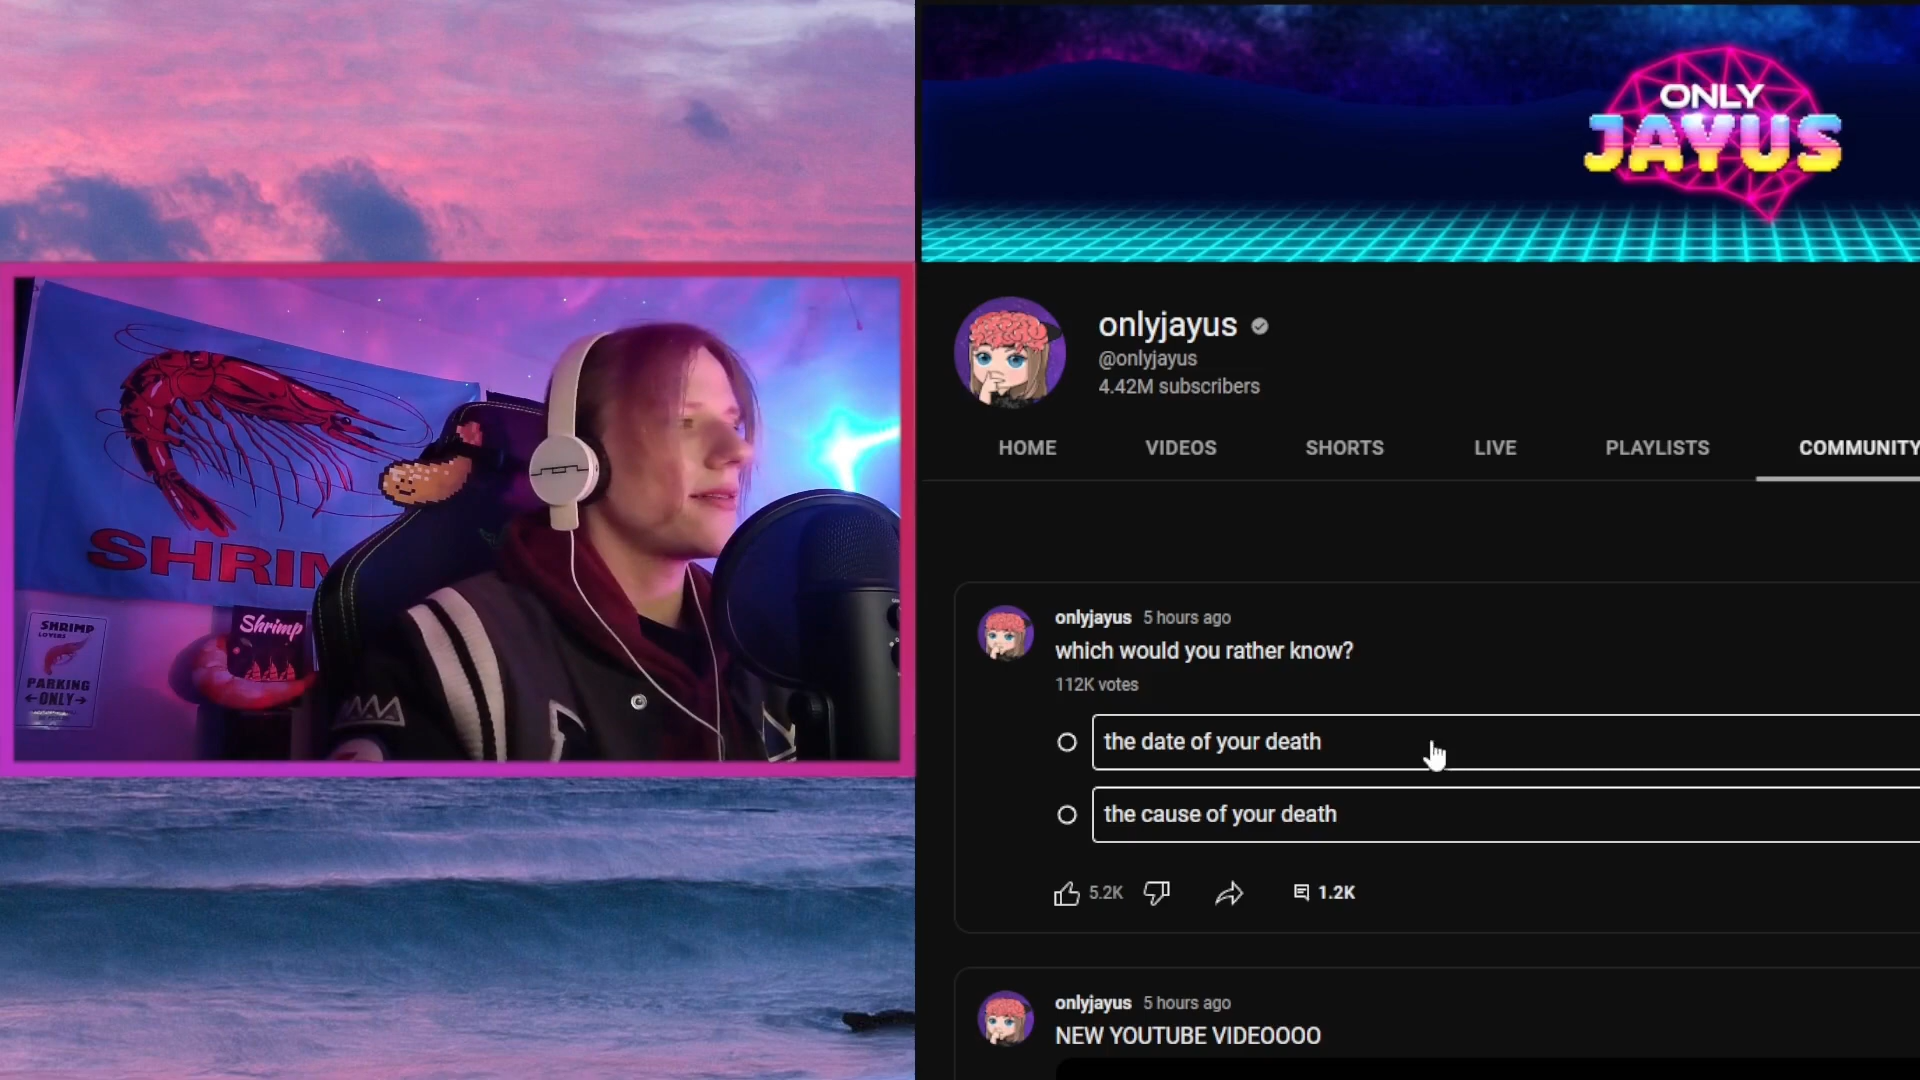 SHRIM
SHRIMP
LOVERS
PARKING
←ONLY→
Shrimp
ONLY
JAYUS
onlyjayus
@onlyjayus
4.42M subscribers
HOME VIDEOS SHORTS LIVE PLAYLISTS COMMUNITY
onlyjayus 5 hours ago
which would you rather know?
112K votes
the date of your death
the cause of your death
5.2K 1.2K
onlyjayus 5 hours ago
NEW YOUTUBE VIDEOOOO